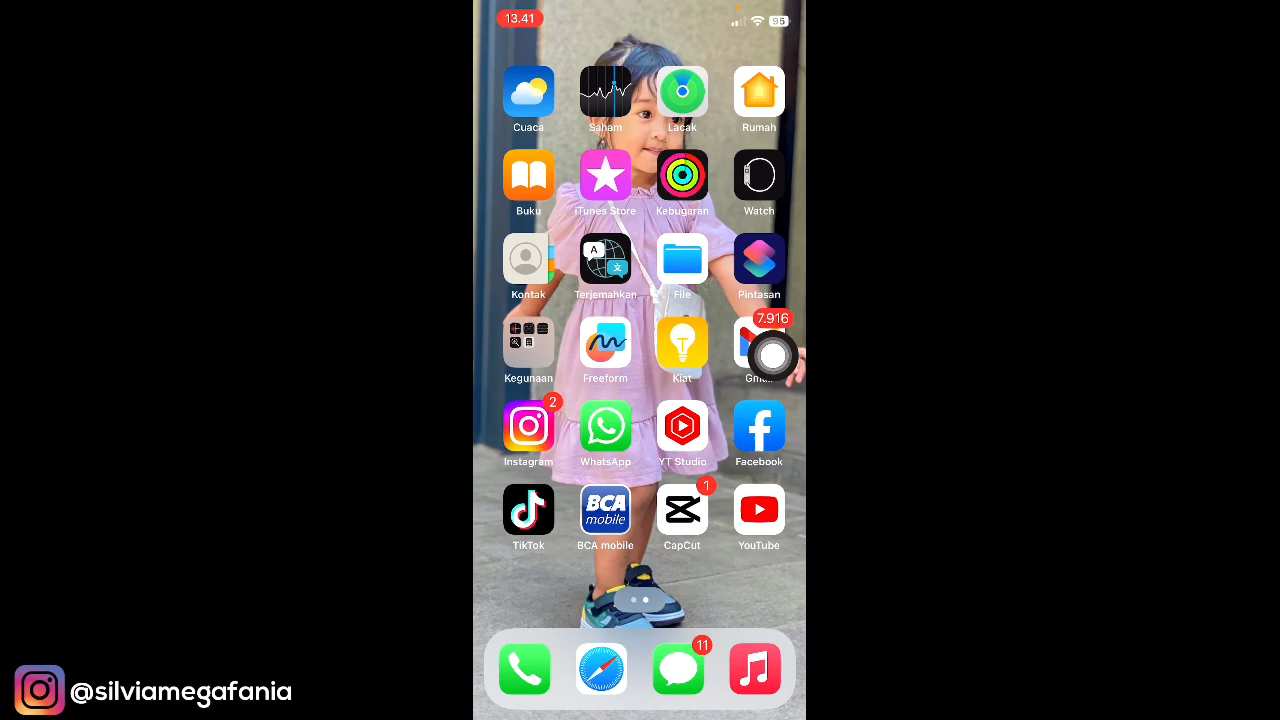 13.41
95
Cuaca
Saham
Lacak
Rumah
Buku
iTunes Store
Kebugaran
Watch
Kontak
A
文
Terjemahkan
File
Pintasan
7.916
Kegunaan
Freeform
Kiat
2
Instagram
WhatsApp
YT Studio
Facebook
1
BCA
mobile
TikTok
BCA mobile
CapCut
YouTube
11
@silviamegafania